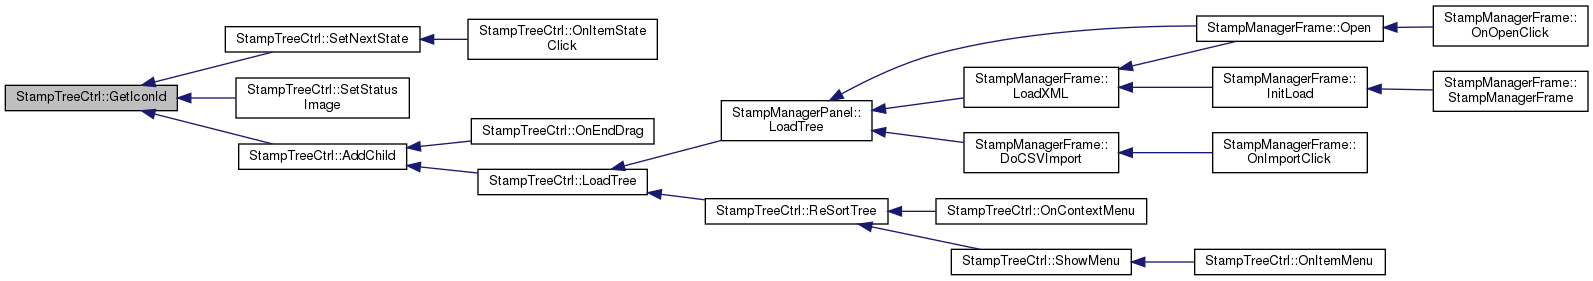 StampTreeCtrl::GetIconId
StampTreeCtrl::SetNextState
StampTreeCtrl::OnItemState
Click
StampTreeCtrl::SetStatus
Image
StampTreeCtrl::AddChild
StampTreeCtrl::OnEndDrag
StampTreeCtrl::LoadTree
StampManagerPanel::
LoadTree
StampManagerFrame::Open
StampManagerFrame::
OnOpenClick
StampManagerFrame::
LoadXML
StampManagerFrame::
InitLoad
StampManagerFrame::
StampManagerFrame
StampManagerFrame::
DoCSVImport
StampManagerFrame::
OnImportClick
StampTreeCtrl::ReSortTree
StampTreeCtrl::OnContextMenu
StampTreeCtrl::ShowMenu
StampTreeCtrl::OnItemMenu